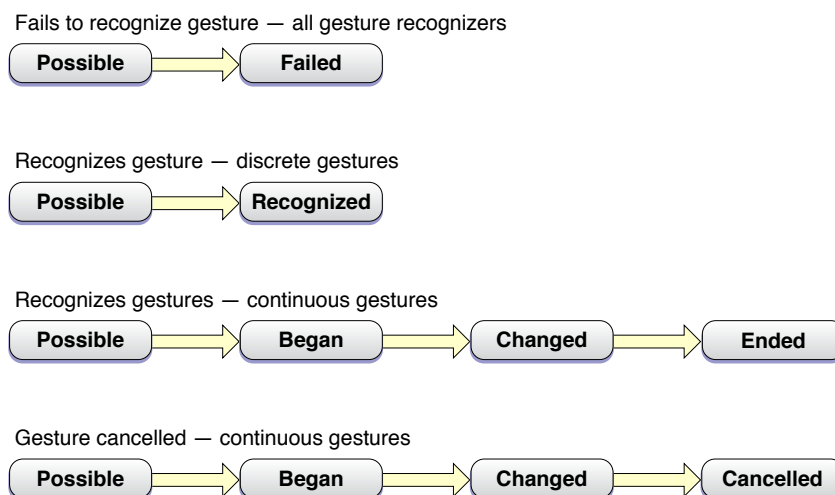 Fails to recognize gesture — all gesture recognizers
Possible Failed
Recognizes gesture — discrete gestures
Possible Recognized
Recognizes gestures — continuous gestures
Possible Began Changed Ended
Gesture cancelled — continuous gestures
Possible Began Changed Cancelled